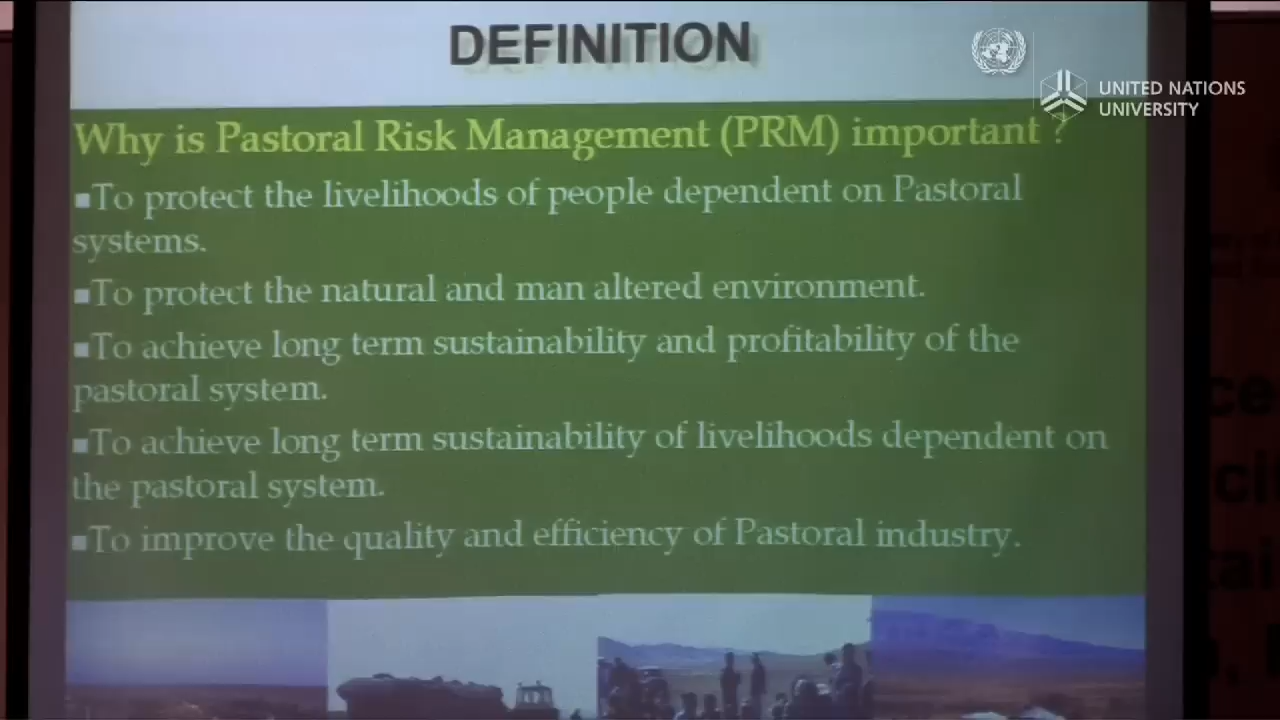 DEFINITION
UNITED NATIONS
UNIVERSITY
Why is Pastoral Risk Management (PRM) important ?
▪To protect the livelihoods of people dependent on Pastoral
systems.
▪To protect the natural and man altered environment.
▪To achieve long term sustainability and profitability of the
pastoral system.
▪To achieve long term sustainability of livelihoods dependent on
the pastoral system.
▪To improve the quality and efficiency of Pastoral industry.